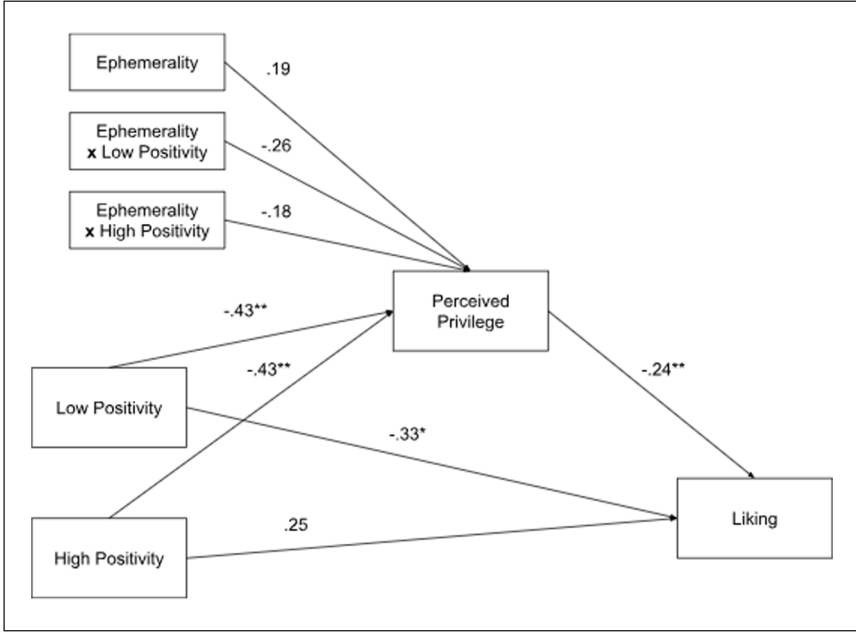 Ephemerality
.19
Ephemerality
x Low Positivity
-.26
Ephemerality
x High Positivity
-.18
Perceived
Privilege
-.43**
-.43**
-.24**
Low Positivity
-.33*
Liking
.25
High Positivity